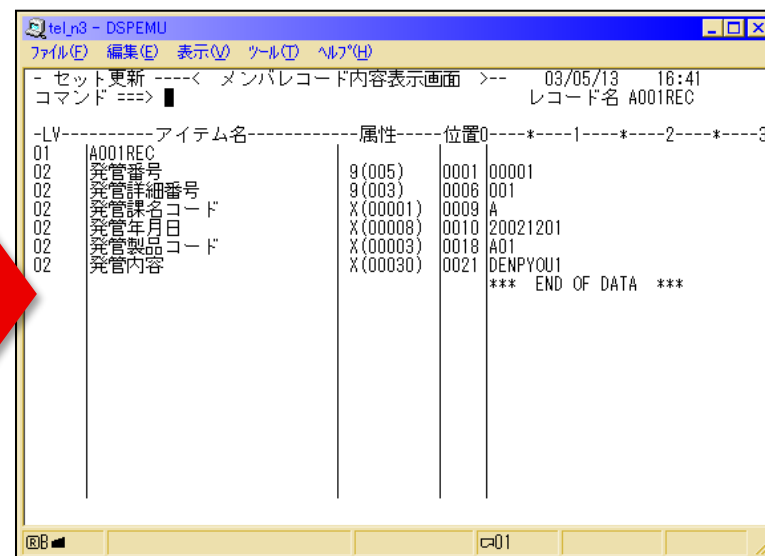 tel_n3 - DSPEMU
ファイル(F) 編集(E) 表示(V) ツール(T) ヘルプ(H)
- セット更新 ----< メンバレコード内容表示画面 >-- 03/05/13 16:41
コマンド ===> レコード名 A001REC
-LV-----------アイテム名------------属性-----位置0----*----1----*----2----*----3
01 A001REC
02 発管番号 9(005) 0001 00001
02 発管詳細番号 9(003) 0006 001
02 発管課名コード X(00001) 0009 A
02 発管年月日 X(00008) 0010 20021201
02 発管製品コード X(00003) 0018 A01
02 発管内容 X(00030) 0021 DENPYOU1
*** END OF DATA ***
RB 01